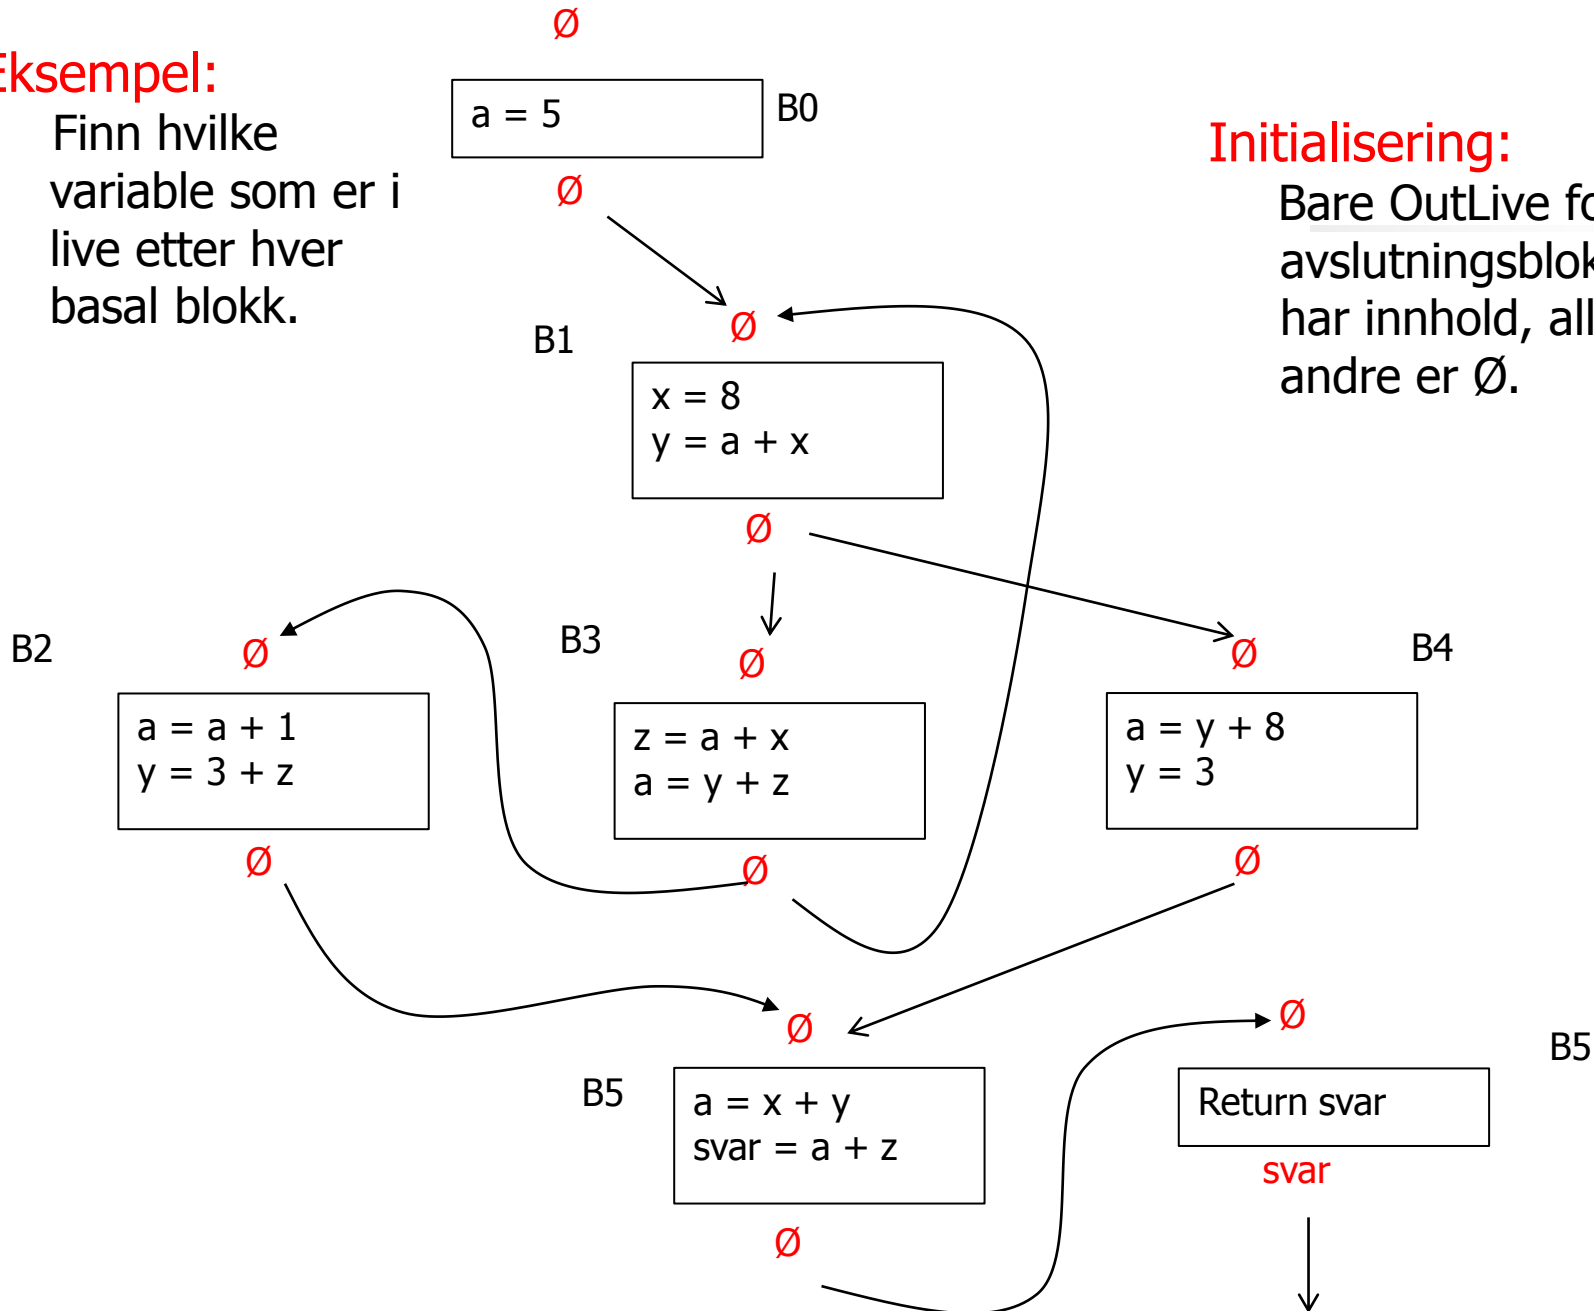 Eksempel:
Finn hvilke
variable som er i
live etter hver
basal blokk.
Ø
a = 5
B0
Ø
Initialisering:
Bare OutLive fo
avslutningsblok
har innhold, all
andre er Ø.
B1
Ø
x = 8
y = a + x
Ø
B2
Ø
a = a + 1
y = 3 + z
Ø
B3
Ø
z = a + x
a = y + z
Ø
B4
Ø
a = y + 8
y = 3
Ø
B5
Ø
a = x + y
svar = a + z
Ø
Ø
B5
Return svar
svar